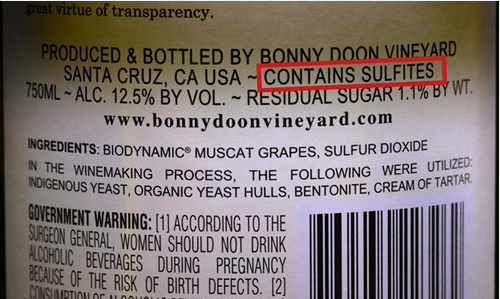 great virtue of transparency.
PRODUCED & BOTTLED BY BONNY DOON VINEYARD
SANTA CRUZ, CA USA ~ CONTAINS SULFITES
750ML ~ ALC. 12.5% BY VOL. ~ RESIDUAL SUGAR 1.1% BY WT.
www.bonnydoonvineyard.com
INGREDIENTS: BIODYNAMIC® MUSCAT GRAPES, SULFUR DIOXIDE
IN THE WINEMAKING PROCESS, THE FOLLOWING WERE UTILIZED:
INDIGENOUS YEAST, ORGANIC YEAST HULLS, BENTONITE, CREAM OF TARTAR.
GOVERNMENT WARNING: [1] ACCORDING TO THE
SURGEON GENERAL, WOMEN SHOULD NOT DRINK
ALCOHOLIC BEVERAGES DURING PREGNANCY
BECAUSE OF THE RISK OF BIRTH DEFECTS. [2]
CONSUMPTION OF